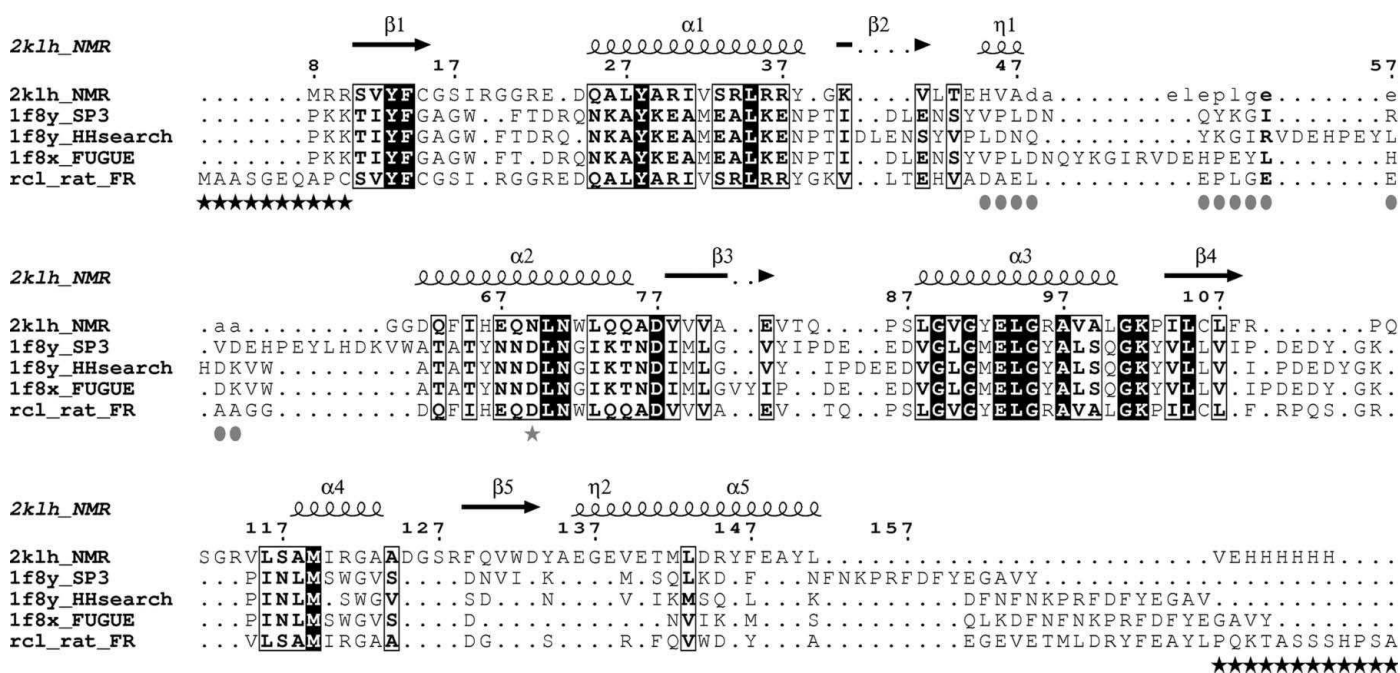 2klh_NMR β1 α1 β2 η1
8 17 27 37 47 57
2klh_NMR .......MRRSVYFCGSIRGGRE.DQALYARIVSRLRRY.GK....VLTEHVAda.......eleplge.......e
1f8y_SP3 .......PKKTIYFGAGW..FTDRQNKAYKEAMEALKENPTI..DLENSYVPLDN.........QYKGI.......R
1f8y_HHsearch .......PKKTIYFGAGW..FTDRQNKAYKEAMEALKENPTIDLENSYVPLDNQ..........YKGIRVDEHPEYL
1f8x_FUGUE .......PKKTIYFGAGW.FT.DRQNKAYKEAMEALKENPTI..DLENSYVPLDNQYKGIRVDEHPEYL.......H
rcl_rat_FR MAASGEQAPCSVYFCGSI.RGGREDQALYARIVSRLRRYGKV..LTEHVADAEL..........EPLGE.......E
2klh_NMR α2 β3 α3 β4
67 77 87 97 107
2klh_NMR .aa.........GGDQFIHEQNLNWLQQADVVVA..EVTQ....PSLGVGYELGRAVALGKPILCLFR.......PQ
1f8y_SP3 .VDEHPEYLHDKVWATATYNNDLNGIKTNDIMLG..VYIPDE..EDVGLGMELGYALSQGKYVLLVIP.DEDY.GK.
1f8y_HHsearch HDKVW.........ATATYNNDLNGIKTNDIMLG..VY..IPDEEDVGLGMELGYALSQGKYVLLV.IP.DEDYGK.
1f8x_FUGUE .DKVW.........ATATYNNDLNGIKTNDIMLGVYIP..DE..EDVGLGMELGYALSQGKYVLLV.IPDEDY.GK.
rcl_rat_FR .AAGG.........DQFIHEQDLNWLQQADVVVA..EV..TQ..PSLGVGYELGRAVALGKPILCL.F.RPQS.GR.
2klh_NMR α4 β5 η2 α5
117 127 137 147 157
2klh_NMR SGRVLSAMIRGAADGSRFQVWDYAEGEVETMLDRYFEAYL.........................VEHHHHHH....
1f8y_SP3 ...PINLMSWGVS....DNVI.K....M.SQLKD.F...NFNKPRFDFYEGAVY.......................
1f8y_HHsearch ...PINLM.SWGV....SD...N....V.IKMSQ.L...K.........DFNFNKPRFDFYEGAV............
1f8x_FUGUE ...PINLMSWGVS....D............NVIK.M...S.........QLKDFNFNKPRFDFYEGAVY........
rcl_rat_FR ...VLSAMIRGAA....DG...S....R.FQVWD.Y...A.........EGEVETMLDRYFEAYLPQKTASSSHPSA